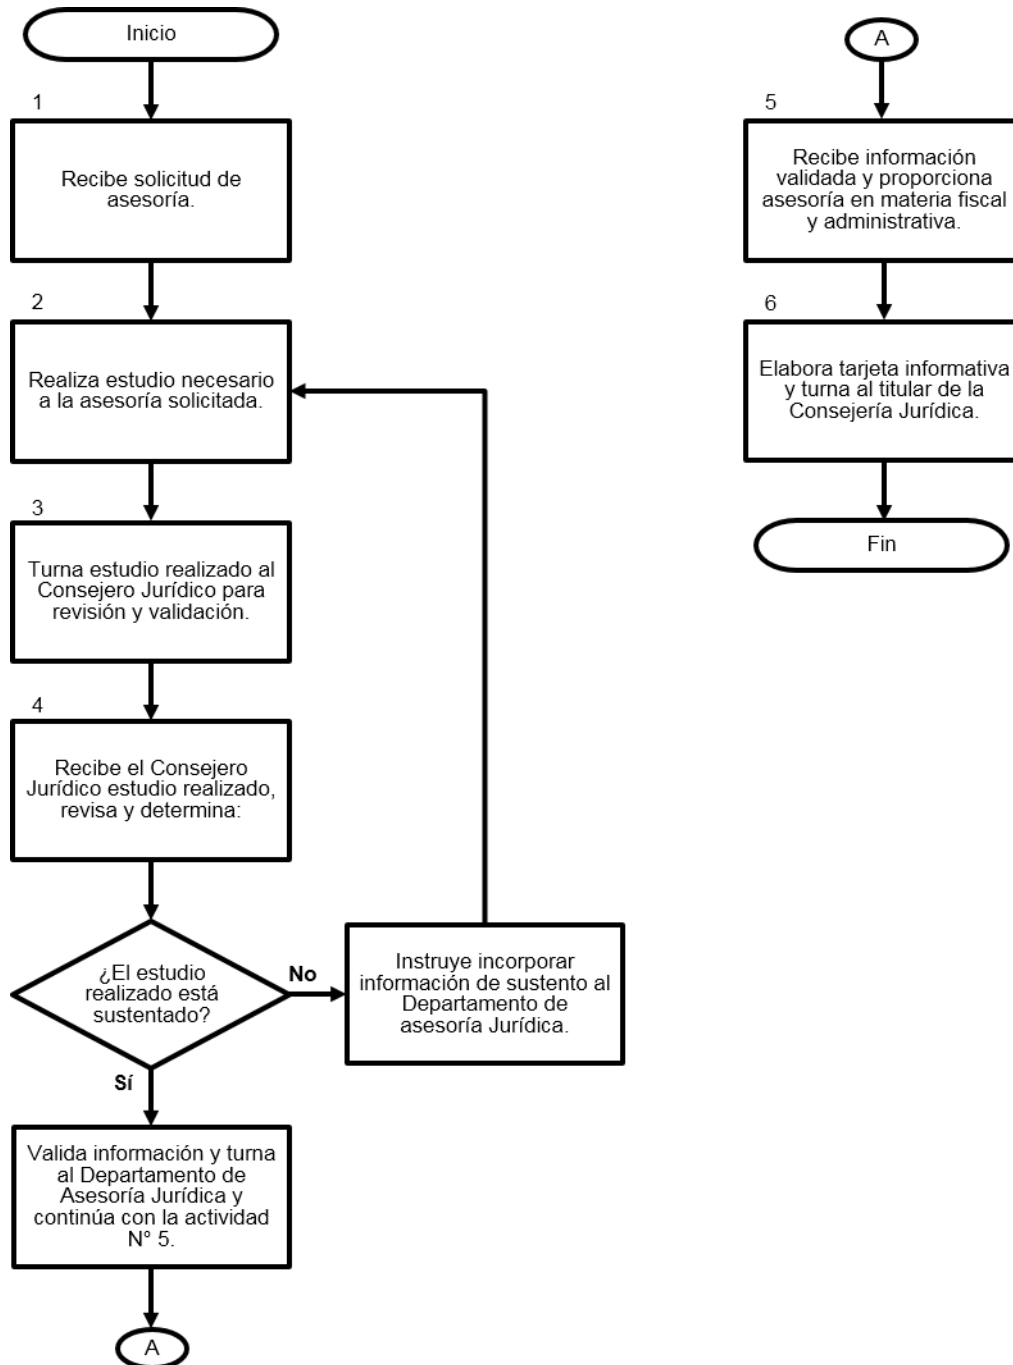 Inicio
1
Recibe solicitud de
asesoría.
2
Realiza estudio necesario
a la asesoría solicitada.
3
Turna estudio realizado al
Consejero Jurídico para
revisión y validación.
4
Recibe el Consejero
Jurídico estudio realizado,
revisa y determina:
¿El estudio
realizado está
sustentado?
No
Instruye incorporar
información de sustento al
Departamento de
asesoría Jurídica.
Sí
Valida información y turna
al Departamento de
Asesoría Jurídica y
continúa con la actividad
N° 5.
A
A
5
Recibe información
validada y proporciona
asesoría en materia fiscal
y administrativa.
6
Elabora tarjeta informativa
y turna al titular de la
Consejería Jurídica.
Fin